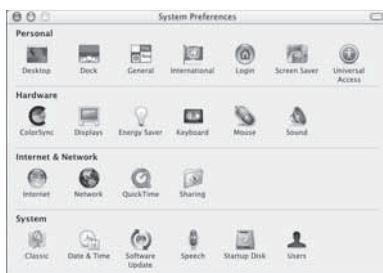 System Preferences
Personal
Desktop Dock General International Login Screen Saver Universal Access
Hardware
ColorSync Displays Energy Saver Keyboard Mouse Sound
Internet & Network
Internet Network QuickTime Sharing
System
Classic Date & Time Software Update Speech Startup Disk Users